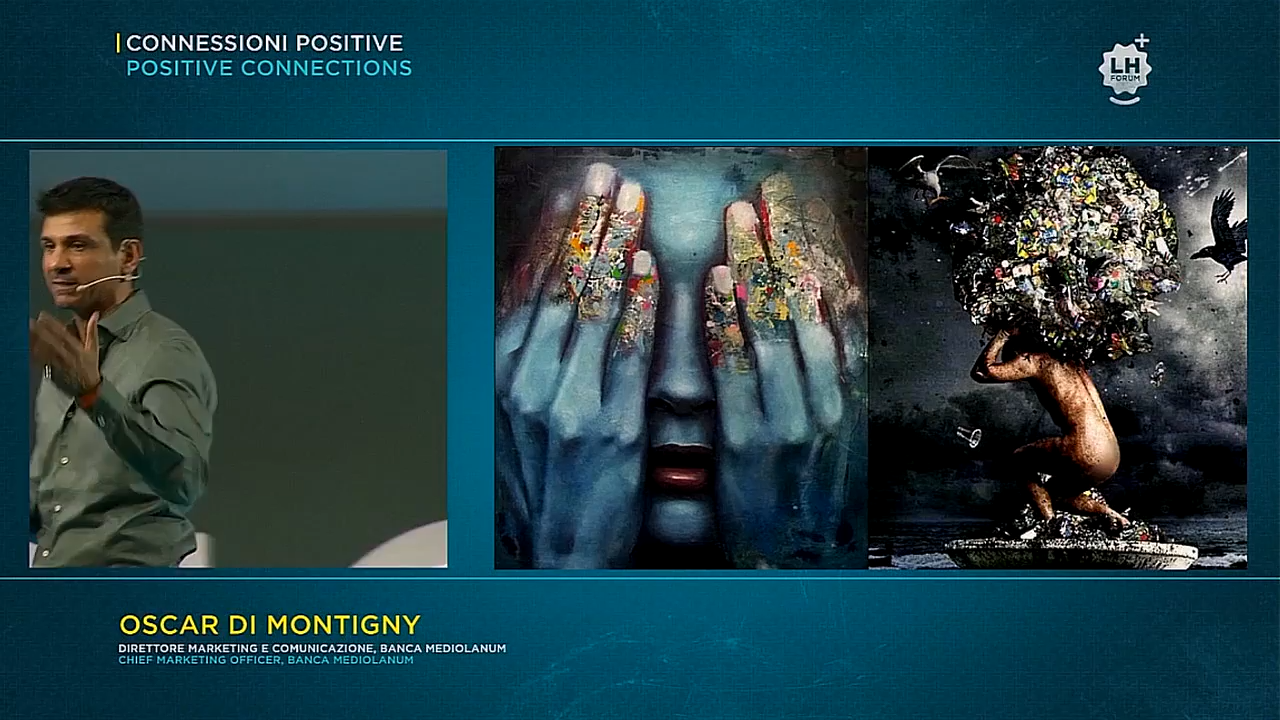 CONNESSIONI POSITIVE
POSITIVE CONNECTIONS
LH
FORUM
OSCAR DI MONTIGNY
DIRETTORE MARKETING E COMUNICAZIONE, BANCA MEDIOLANUM
CHIEF MARKETING OFFICER, BANCA MEDIOLANUM